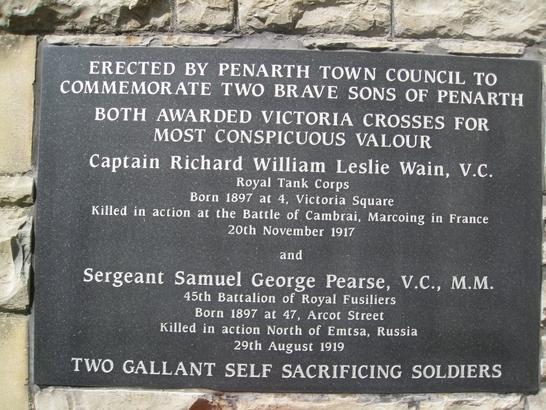 ERECTED BY PENARTH TOWN COUNCIL TO
COMMEMORATE TWO BRAVE SONS OF PENARTH
BOTH AWARDED VICTORIA CROSSES FOR
MOST CONSPICUOUS VALOUR
Captain Richard William Leslie Wain, V.C.
Royal Tank Corps
Born 1897 at 4, Victoria Square
Killed in action at the Battle of Cambrai, Marcoing in France
20th November 1917
and
Sergeant Samuel George Pearse, V.C., M.M.
45th Battalion of Royal Fusiliers
Born 1897 at 47, Arcot Street
Killed in action North of Emtsa, Russia
29th August 1919
TWO GALLANT SELF SACRIFICING SOLDIERS